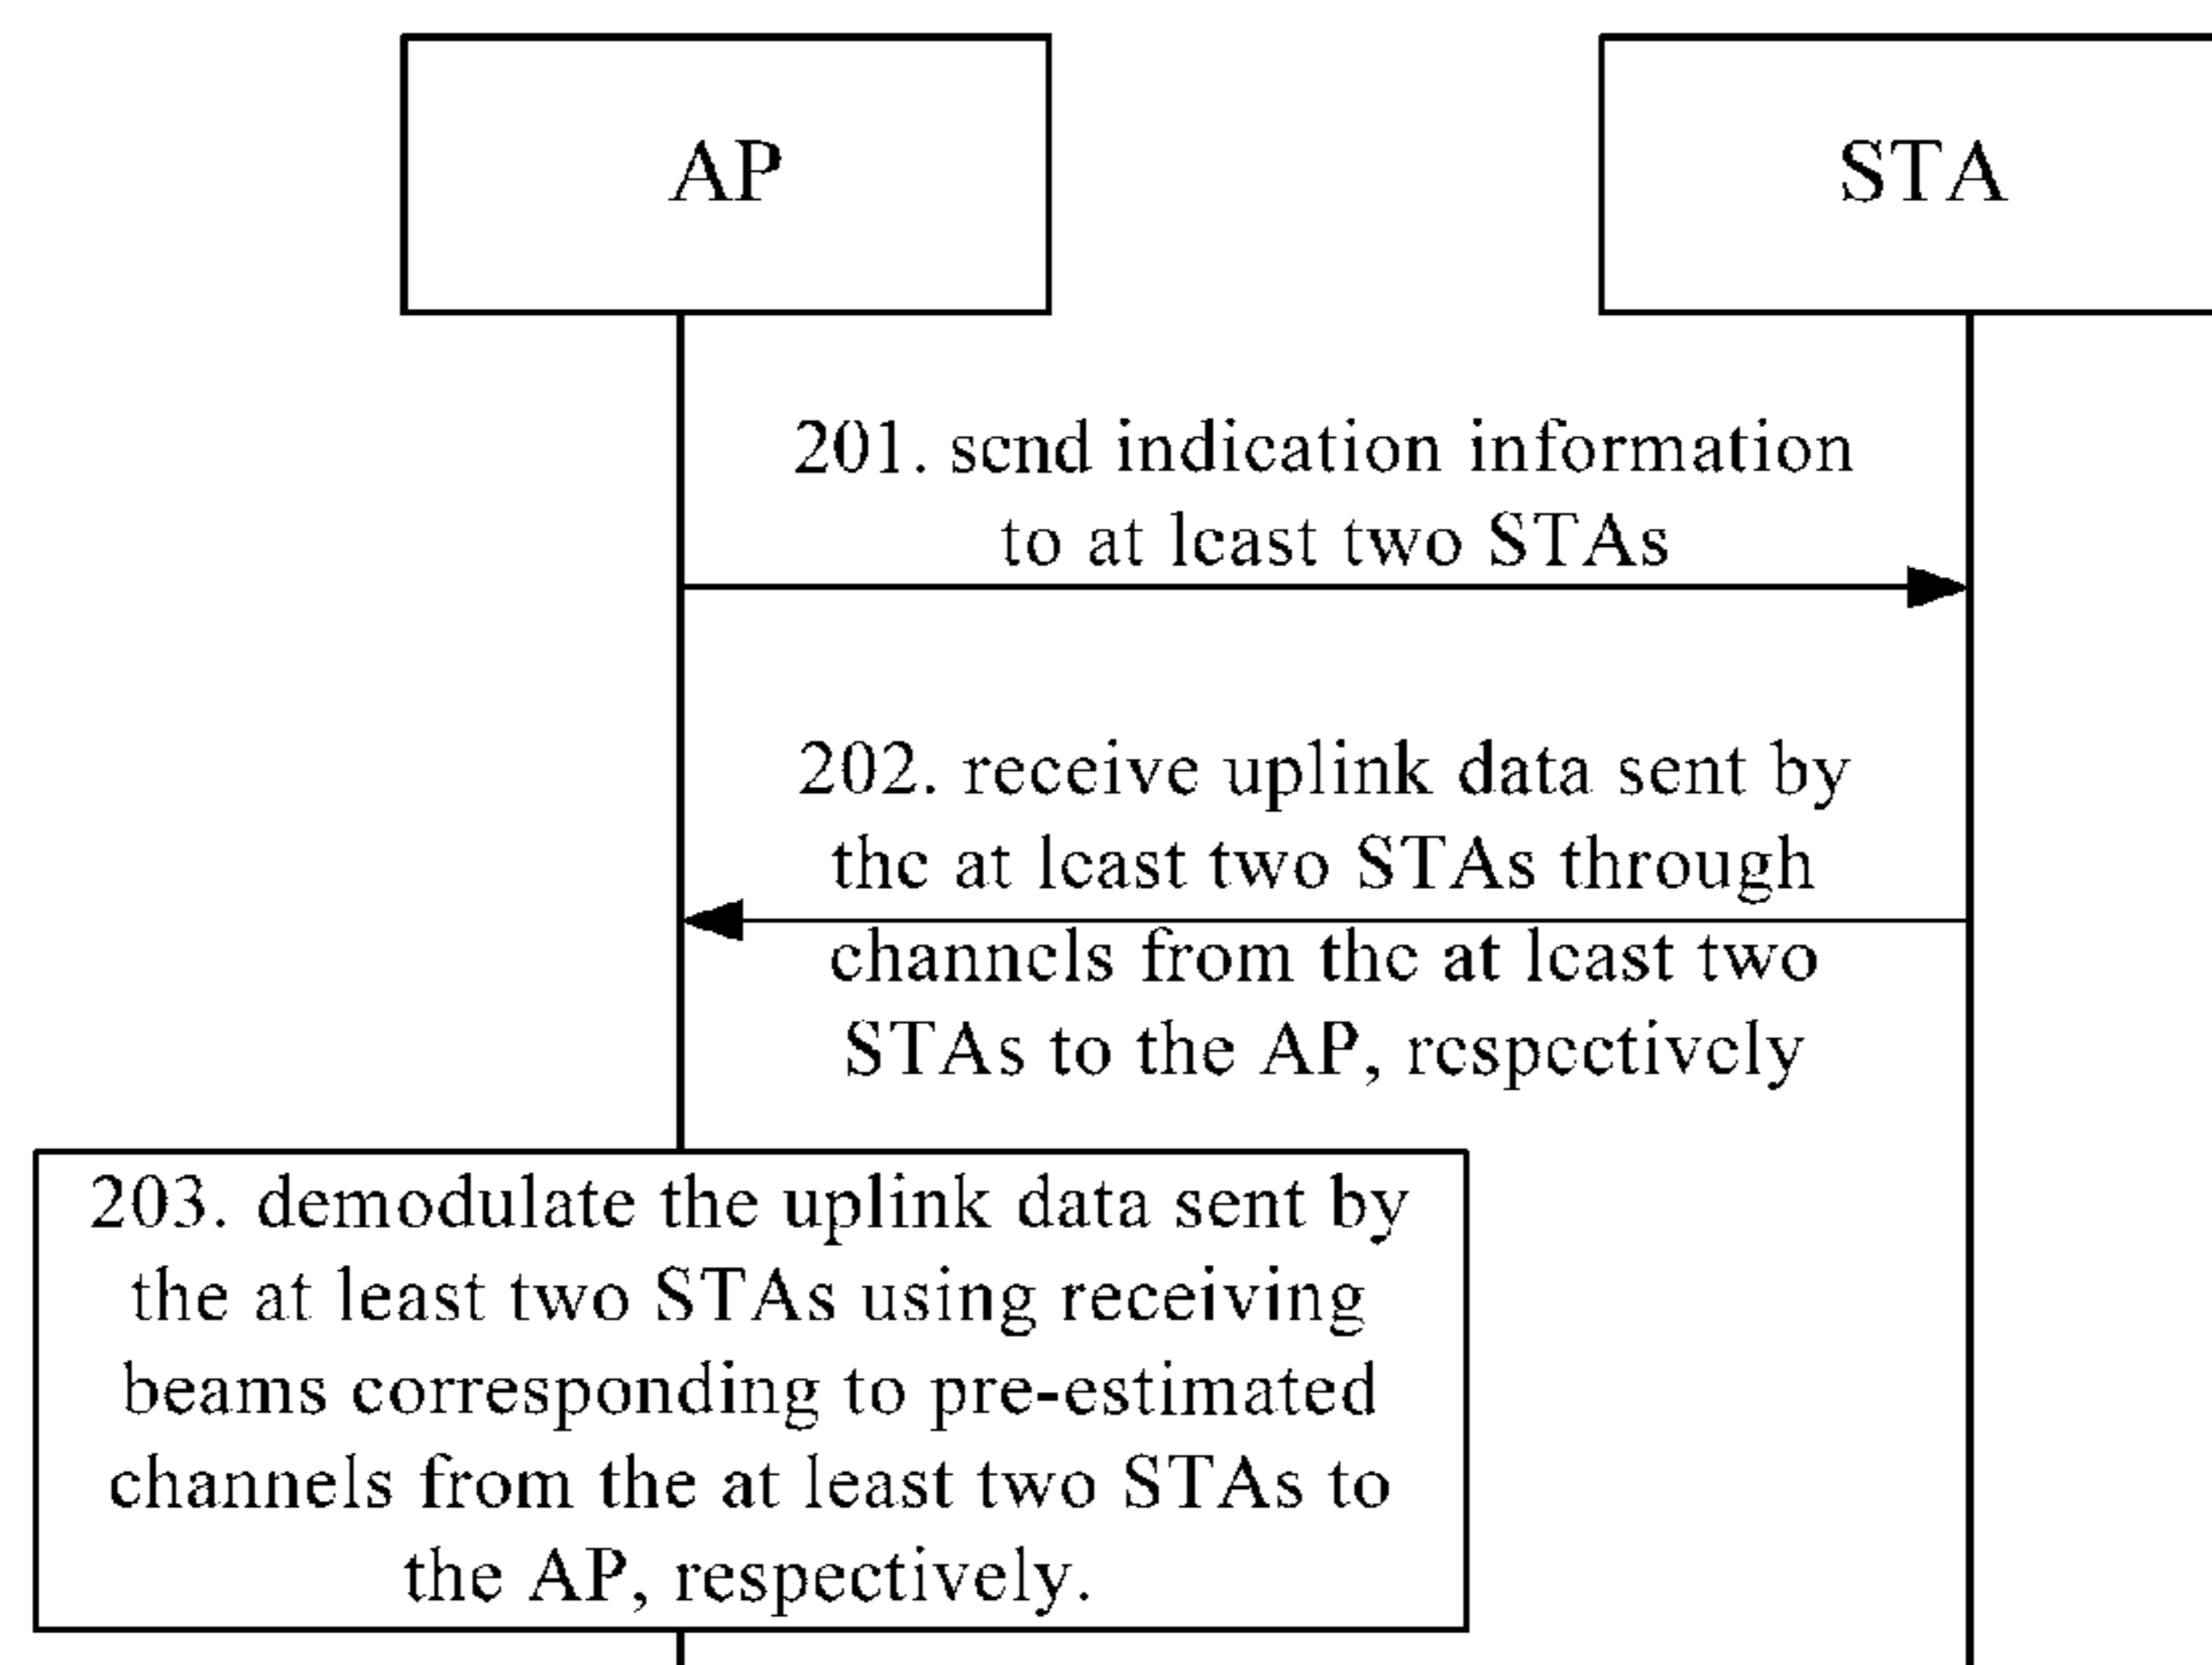 AP
STA
201. send indication information
to at least two STAs
202. receive uplink data sent by
the at least two STAs through
channels from the at least two
STAs to the AP, respectively
203. demodulate the uplink data sent by
the at least two STAs using receiving
beams corresponding to pre-estimated
channels from the at least two STAs to
the AP, respectively.